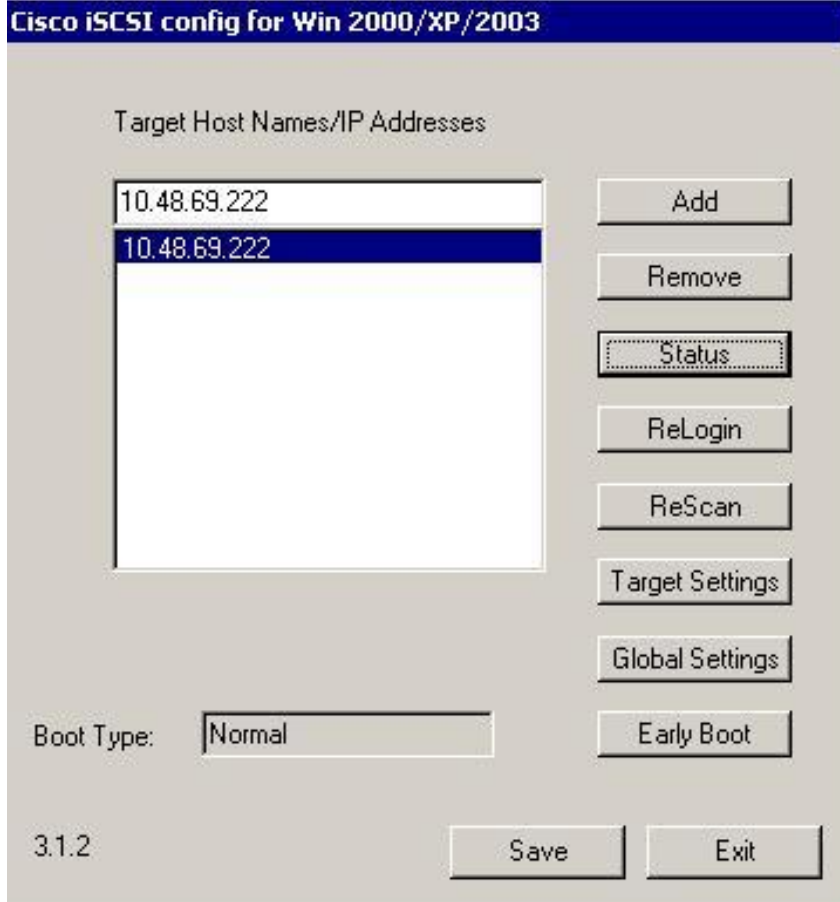 Cisco iSCSI config for Win 2000/XP/2003
Target Host Names/IP Addresses
10.48.69.222
Add
10.48.69.222
Remove
Status
ReLogin
ReScan
Target Settings
Global Settings
Boot Type: Normal
Early Boot
3.1.2
Save
Exit